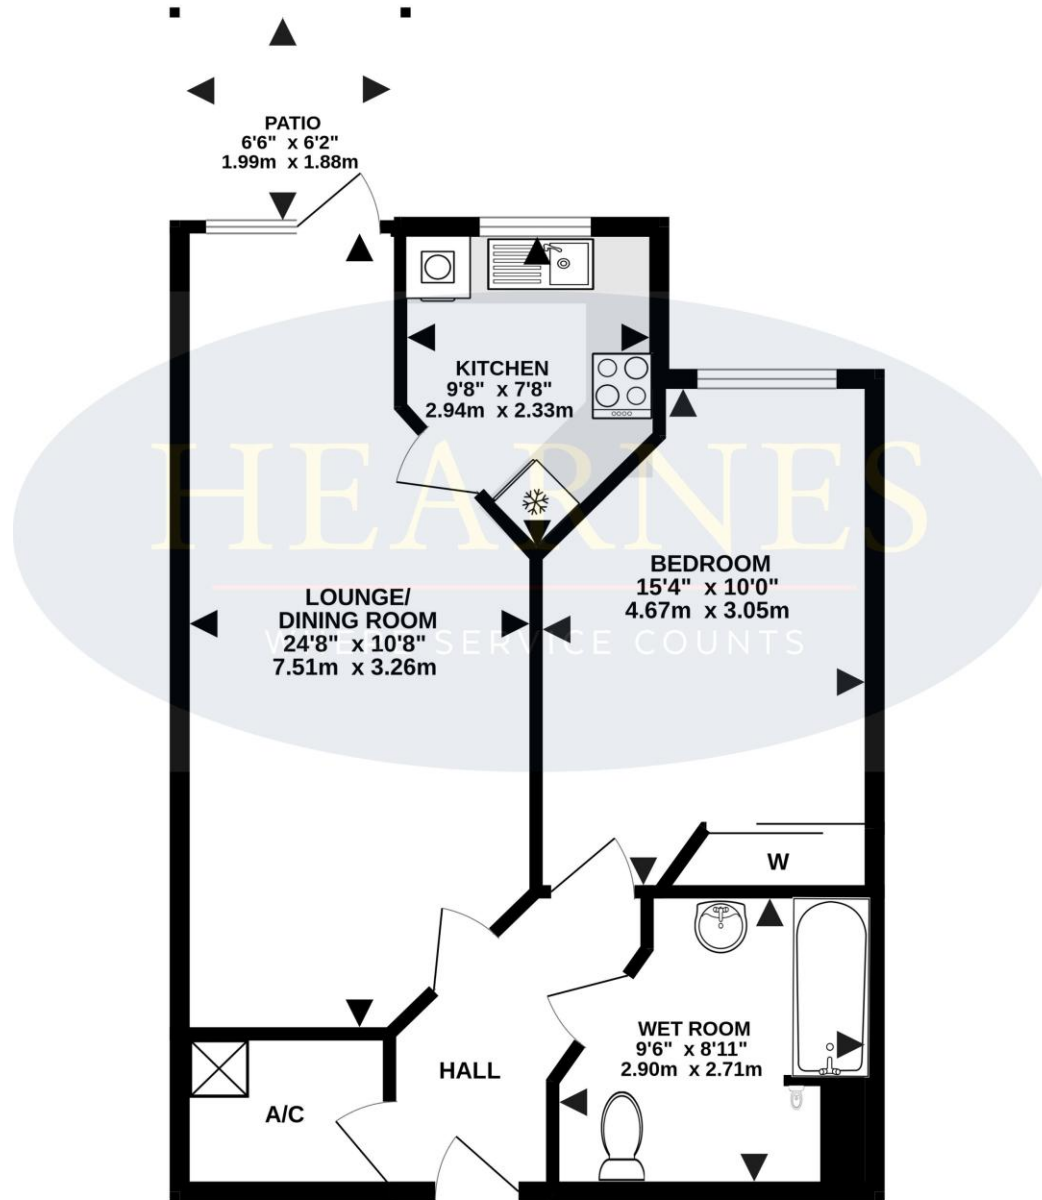 PATIO
6'6" x 6'2"
1.99m x 1.88m
KITCHEN
9'8" x 7'8"
2.94m x 2.33m
HEARNES
WHERE SERVICE COUNTS
BEDROOM
15'4" x 10'0"
4.67m x 3.05m
LOUNGE/
DINING ROOM
24'8" x 10'8"
7.51m x 3.26m
W
WET ROOM
9'6" x 8'11"
2.90m x 2.71m
HALL
A/C